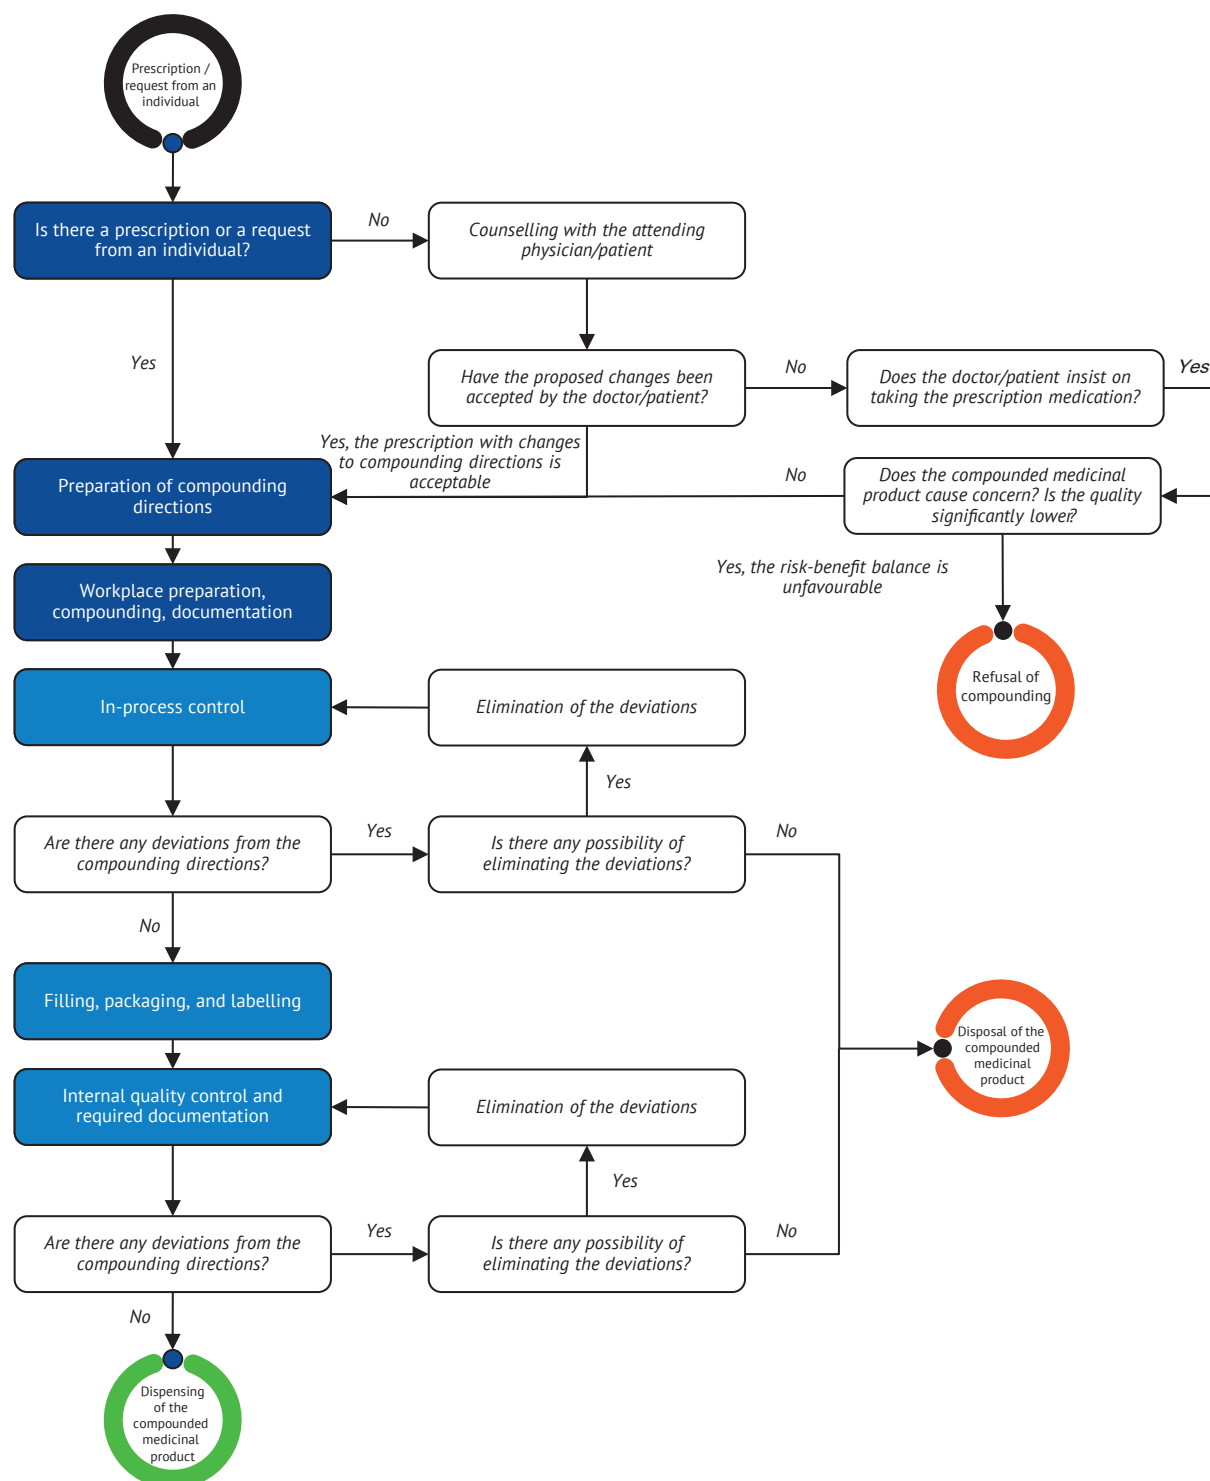 Prescription /
request from an
individual
Is there a prescription or a request
from an individual?
No
Counselling with the attending
physician/patient
Yes
Have the proposed changes been
accepted by the doctor/patient?
No
Does the doctor/patient insist on
taking the prescription medication?
Yes
Yes, the prescription with changes
to compounding directions is
acceptable
Preparation of compounding
directions
No
Does the compounded medicinal
product cause concern? Is the quality
significantly lower?
Yes, the risk-benefit balance is
unfavourable
Workplace preparation,
compounding, documentation
Refusal of
compounding
In-process control
Elimination of the deviations
Yes
Are there any deviations from the
compounding directions?
Yes
Is there any possibility of
eliminating the deviations?
No
No
Filling, packaging, and labelling
Disposal of the
compounded
medicinal
product
Internal quality control and
required documentation
Elimination of the deviations
Yes
Are there any deviations from the
compounding directions?
Yes
Is there any possibility of
eliminating the deviations?
No
No
Dispensing
of the
compounded
medicinal
product